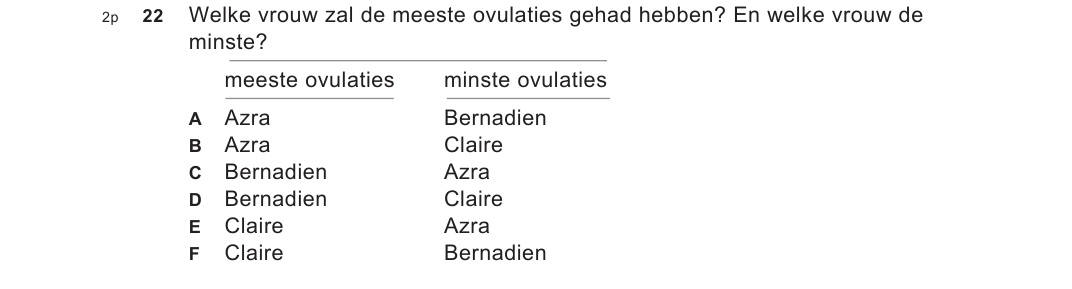 2p 22 Welke vrouw zal de meeste ovulaties gehad hebben? En welke vrouw de
minste?
meeste ovulaties minste ovulaties
A Azra Bernadien
B Azra Claire
C Bernadien Azra
D Bernadien Claire
E Claire Azra
F Claire Bernadien